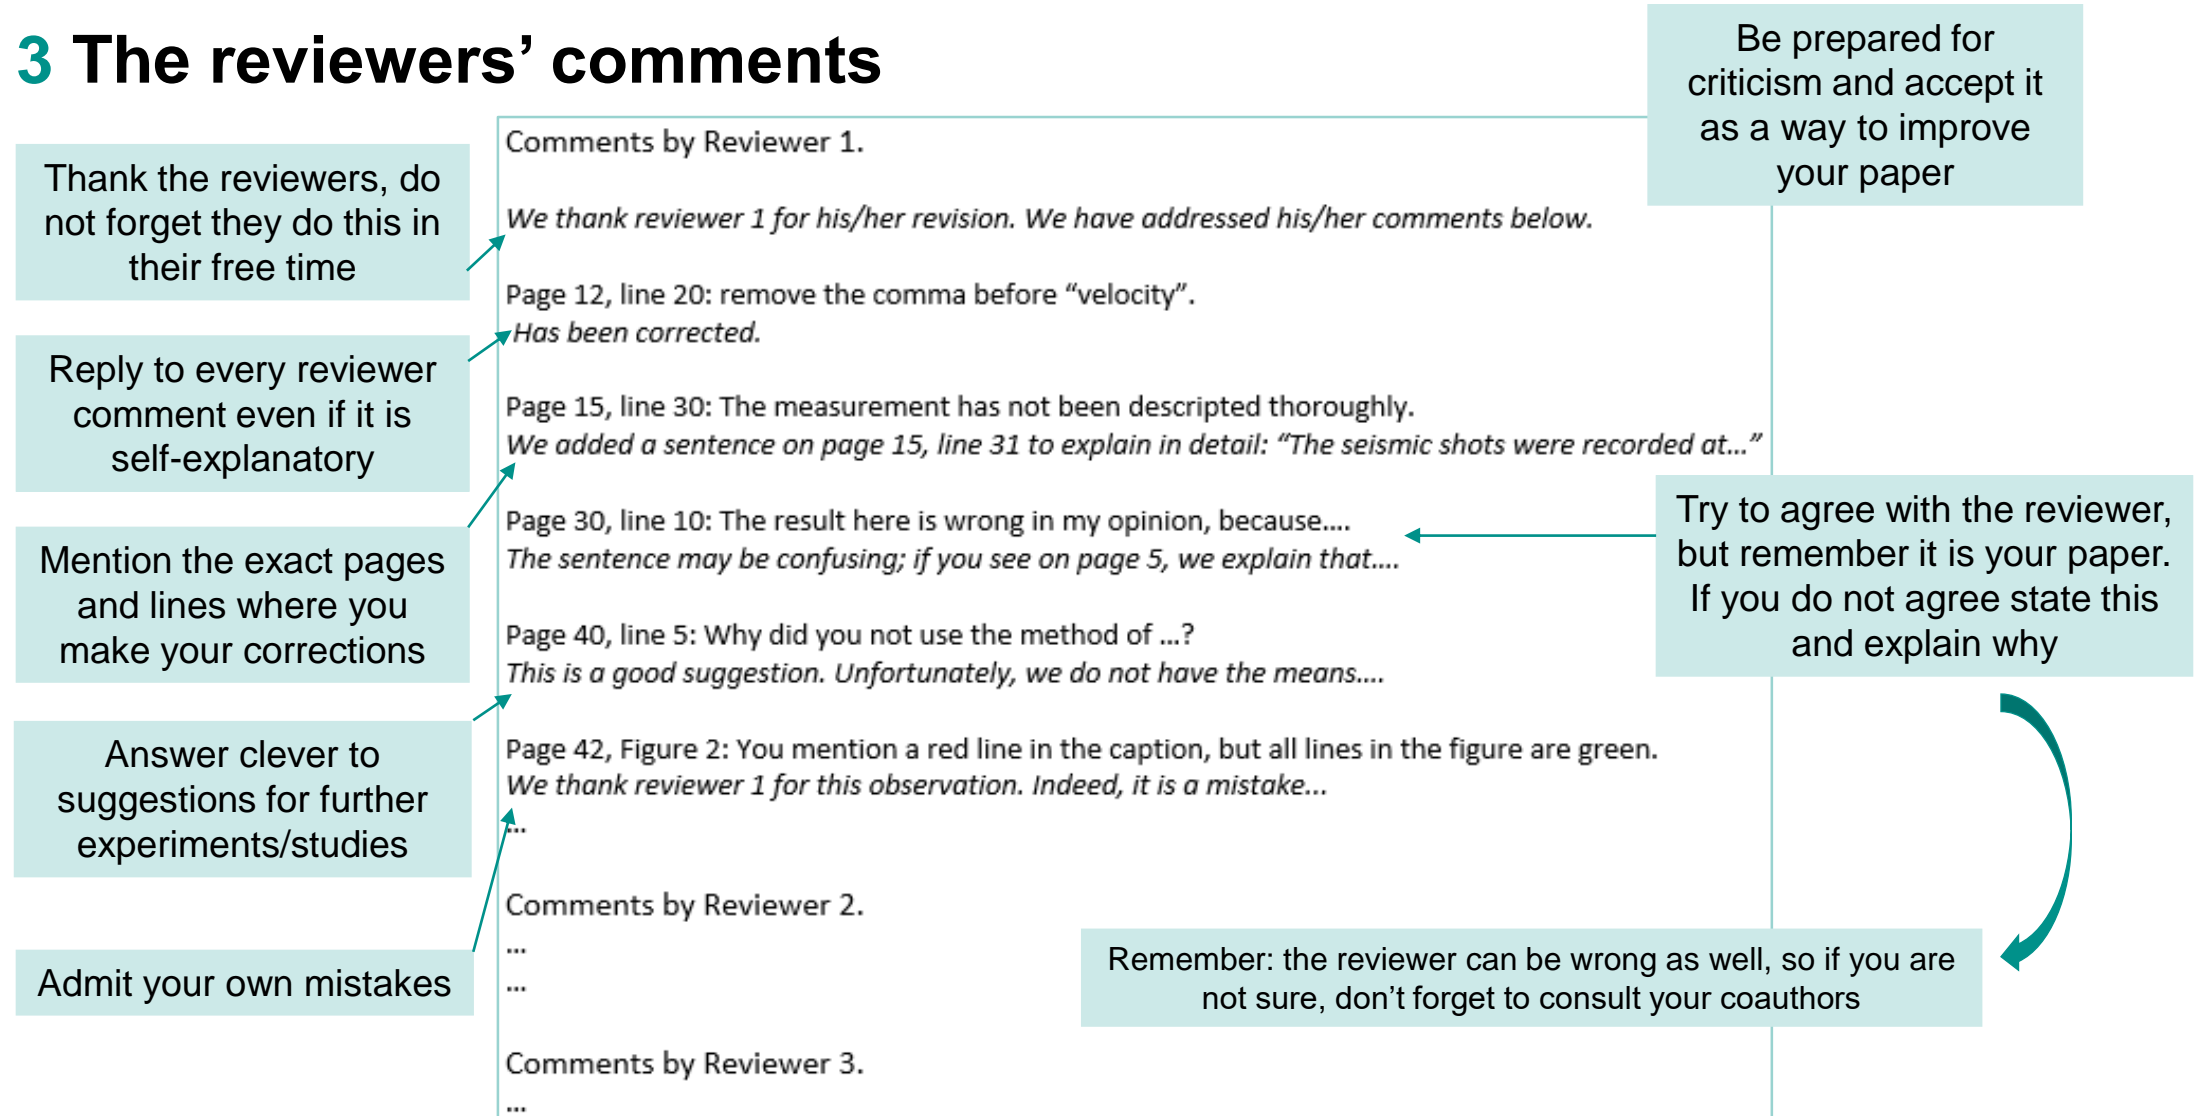 3 The reviewers’ comments
Be prepared for
criticism and accept it
as a way to improve
your paper
Thank the reviewers, do
not forget they do this in
their free time
Reply to every reviewer
comment even if it is
self-explanatory
Mention the exact pages
and lines where you
make your corrections
Answer clever to
suggestions for further
experiments/studies
Admit your own mistakes
Comments by Reviewer 1.
We thank reviewer 1 for his/her revision. We have addressed his/her comments below.
Page 12, line 20: remove the comma before “velocity”.
Has been corrected.
Page 15, line 30: The measurement has not been descripted thoroughly.
We added a sentence on page 15, line 31 to explain in detail: “The seismic shots were recorded at...”
Page 30, line 10: The result here is wrong in my opinion, because....
The sentence may be confusing; if you see on page 5, we explain that....
Page 40, line 5: Why did you not use the method of ...?
This is a good suggestion. Unfortunately, we do not have the means....
Page 42, Figure 2: You mention a red line in the caption, but all lines in the figure are green.
We thank reviewer 1 for this observation. Indeed, it is a mistake...
...
Comments by Reviewer 2.
...
...
Comments by Reviewer 3.
...
Try to agree with the reviewer,
but remember it is your paper.
If you do not agree state this
and explain why
Remember: the reviewer can be wrong as well, so if you are
not sure, don’t forget to consult your coauthors